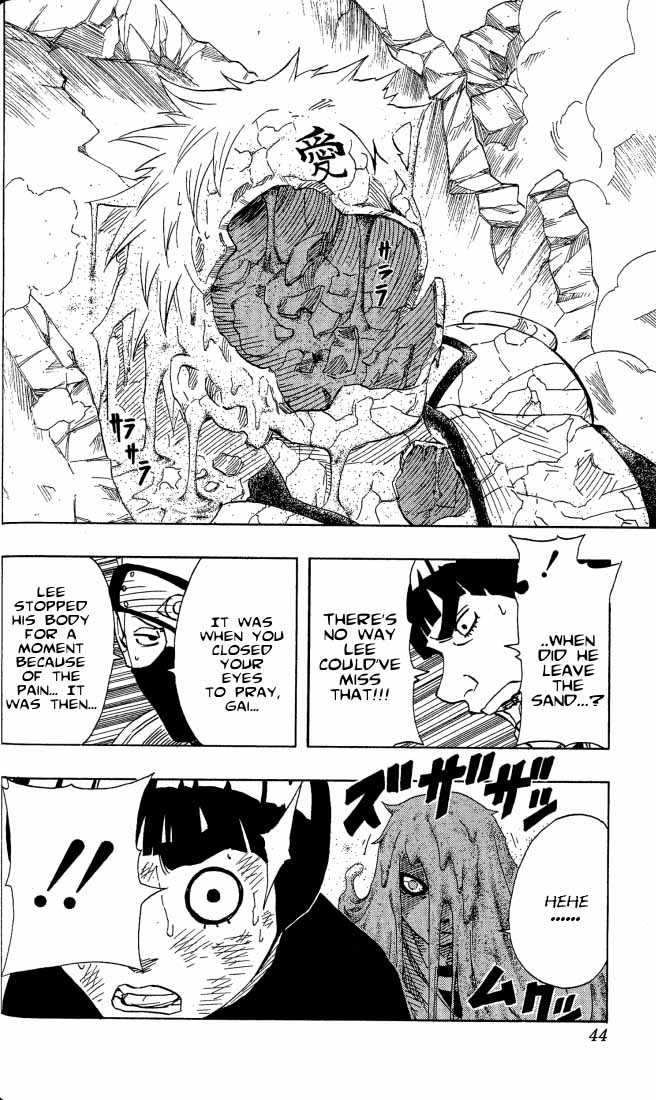 愛
サラ
ラ
サラ
サラ
!
..WHEN
DID HE
LEAVE
THE
SAND...?
THERE'S
NO WAY
LEE
COULD'VE
MISS
THAT!!!
IT WAS
WHEN YOU
CLOSED
YOUR
EYES
TO PRAY,
GAI...
LEE
STOPPED
HIS BODY
FOR A
MOMENT
BECAUSE
OF THE
PAIN... IT
WAS THEN...
ズザザッ
HEHE
......
ムクッ
!!
44